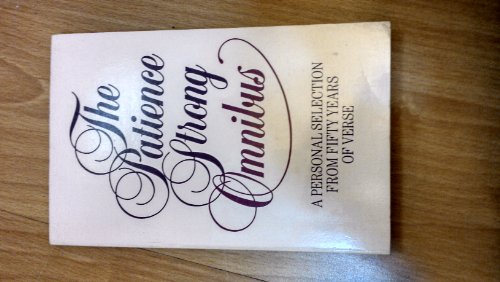 The
Patience
Strong
Omnibus
A PERSONAL SELECTION
FROM FIFTY YEARS
OF VERSE